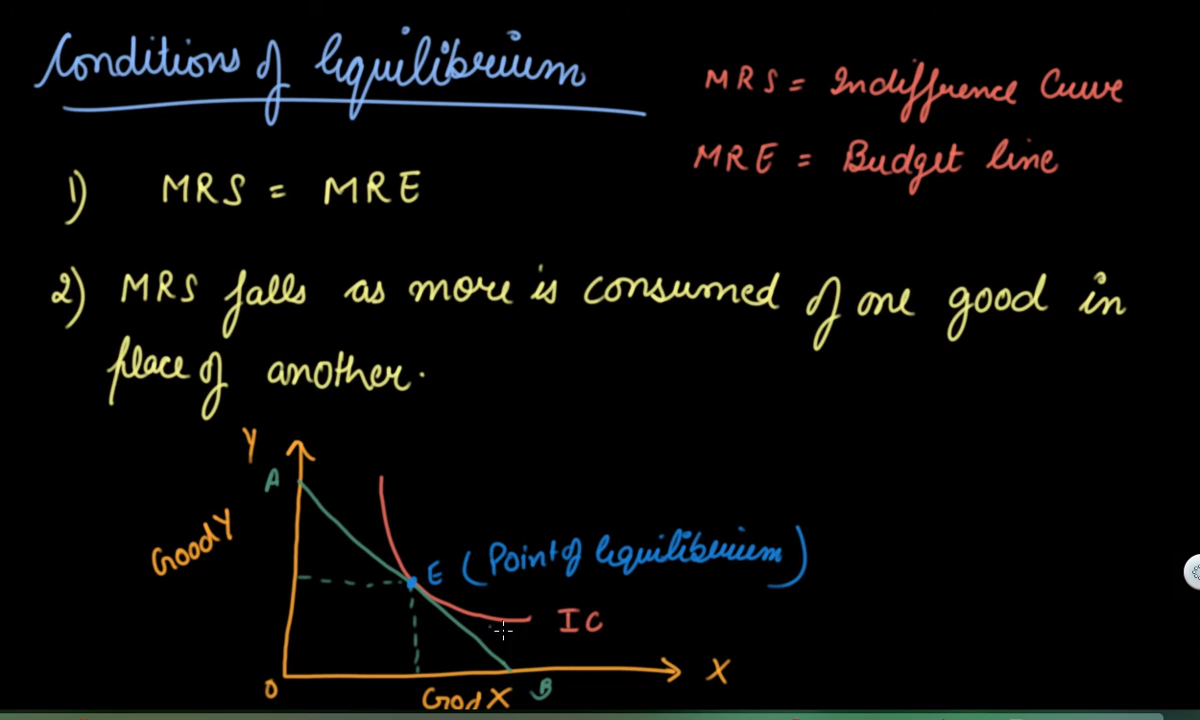 Conditions of Equilibrium
MRS = Indifference Curve
MRE = Budget line
1) MRS = MRE
2) MRS falls as more is consumed of one good in
place of another.
Y
A
Good Y
E (Point of Equilibrium)
IC
X
O
Good X
B